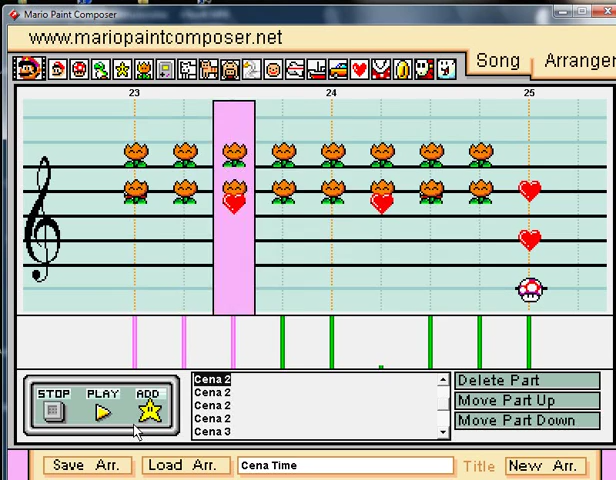 Mario Paint Composer
www.mariopaintcomposer.net
Song
Arranger
23 24 25
STOP PLAY ADD
Cena 2
Cena 2
Cena 2
Cena 2
Cena 3
Delete Part
Move Part Up
Move Part Down
Save Arr. Load Arr. Cena Time Title New Arr.